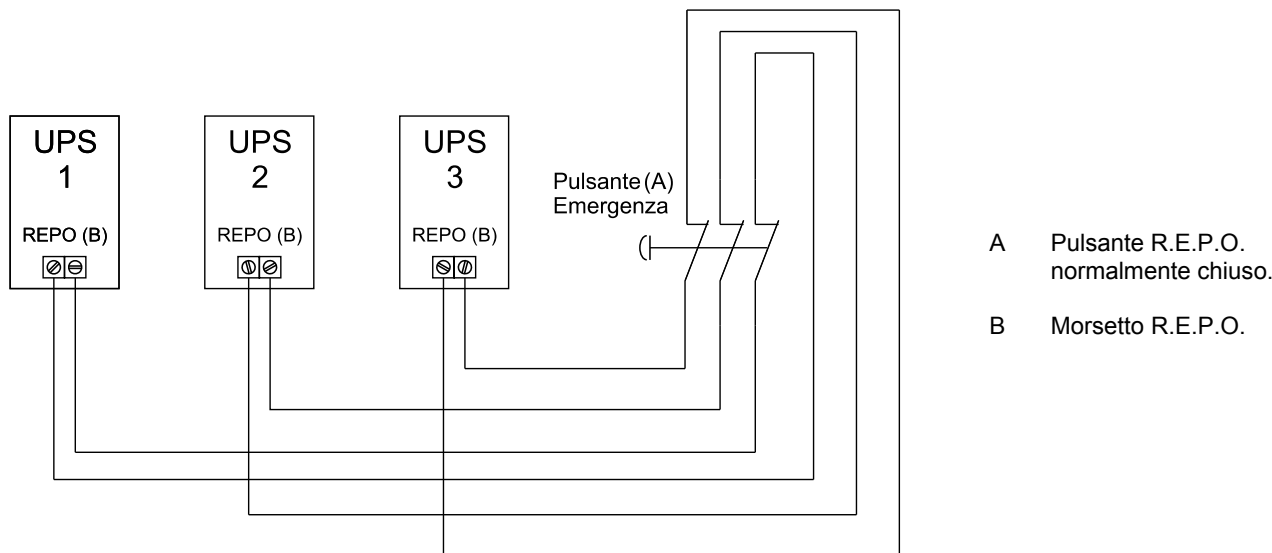 UPS
1
REPO (B)
UPS
2
REPO (B)
UPS
3
REPO (B)
Pulsante (A)
Emergenza
A Pulsante R.E.P.O.
normalmente chiuso.
B Morsetto R.E.P.O.